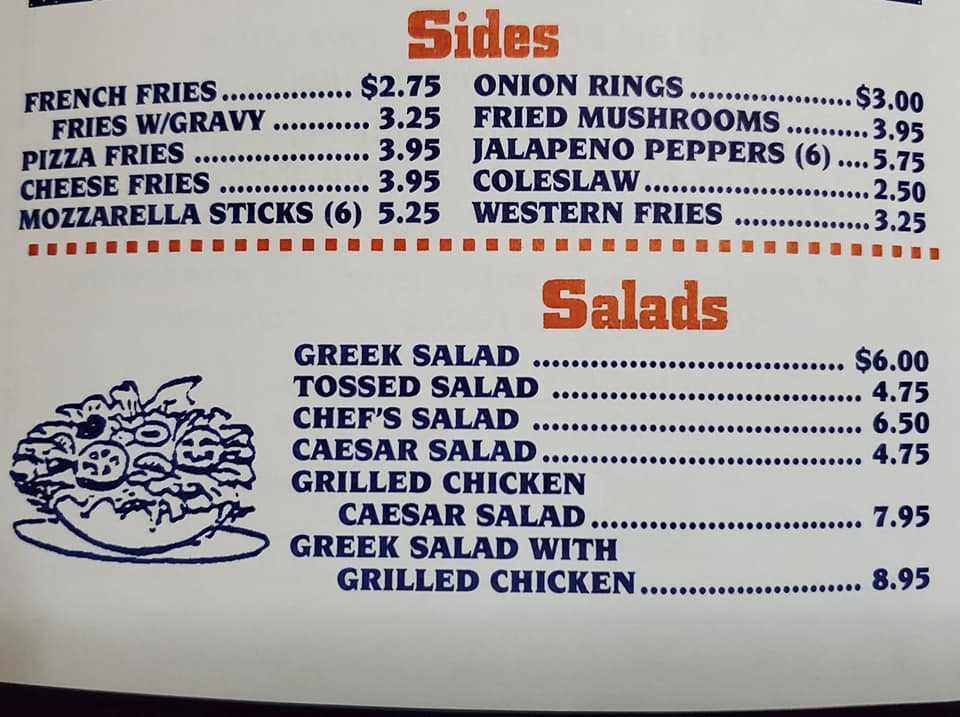 Sides
FRENCH FRIES.............. $2.75
FRIES W/GRAVY ........... 3.25
PIZZA FRIES ................... 3.95
CHEESE FRIES ................ 3.95
MOZZARELLA STICKS (6) 5.25
ONION RINGS ..................$3.00
FRIED MUSHROOMS .........3.95
JALAPENO PEPPERS (6) ....5.75
COLESLAW.........................2.50
WESTERN FRIES ...............3.25
Salads
GREEK SALAD ................................ $6.00
TOSSED SALAD ................................ 4.75
CHEF'S SALAD .................................. 6.50
CAESAR SALAD................................. 4.75
GRILLED CHICKEN
CAESAR SALAD............................ 7.95
GREEK SALAD WITH
GRILLED CHICKEN....................... 8.95